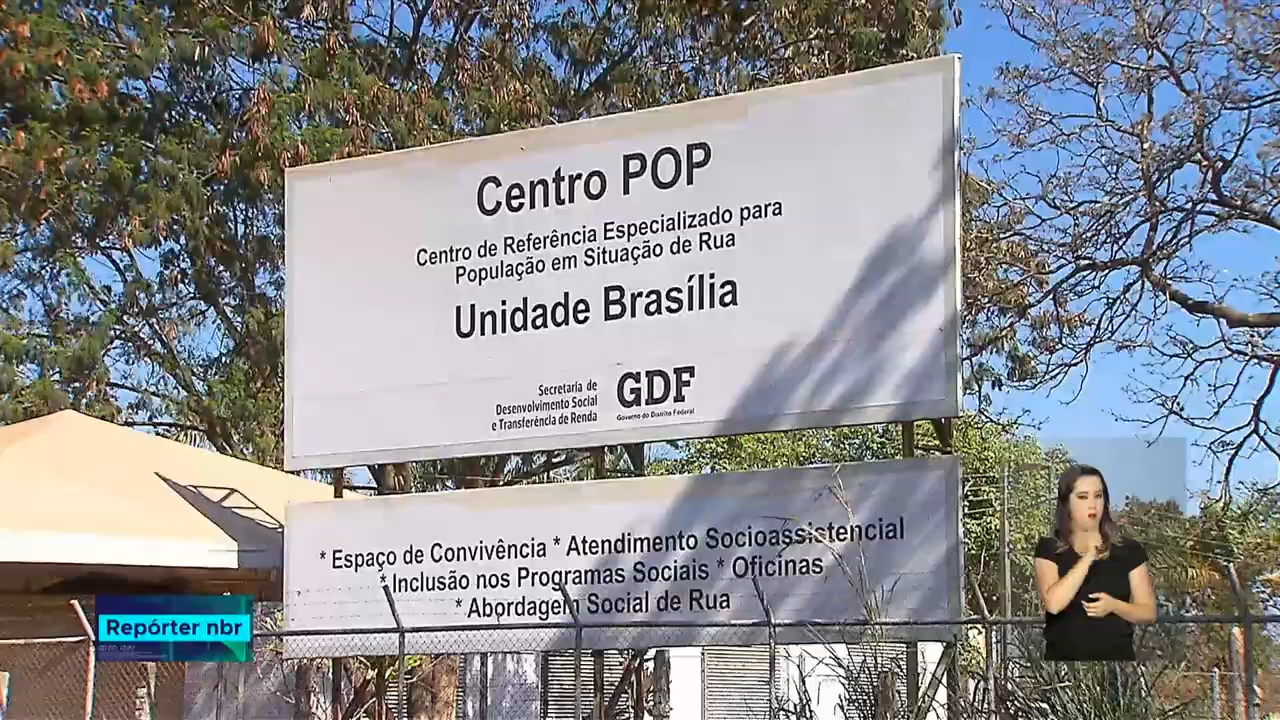 Centro POP
Centro de Referência Especializado para
População em Situação de Rua
Unidade Brasília
Secretaria de
Desenvolvimento Social
e Transferência de Renda
GDF
Governo do Distrito Federal
* Espaço de Convivência * Atendimento Socioassistencial
*Inclusão nos Programas Sociais * Oficinas
* Abordagem Social de Rua
Repórter nbr